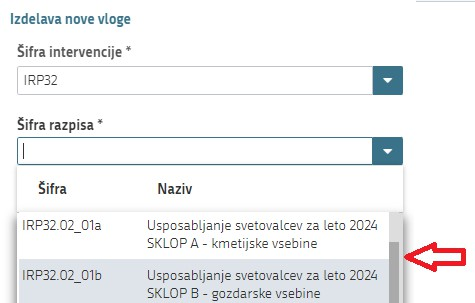 Izdelava nove vloge
Šifra intervencije *
IRP32
Šifra razpisa *
Šifra Naziv
IRP32.02_01a Usposabljanje svetovalcev za leto 2024
SKLOP A - kmetijske vsebine
IRP32.02_01b Usposabljanje svetovalcev za leto 2024
SKLOP B - gozdarske vsebine